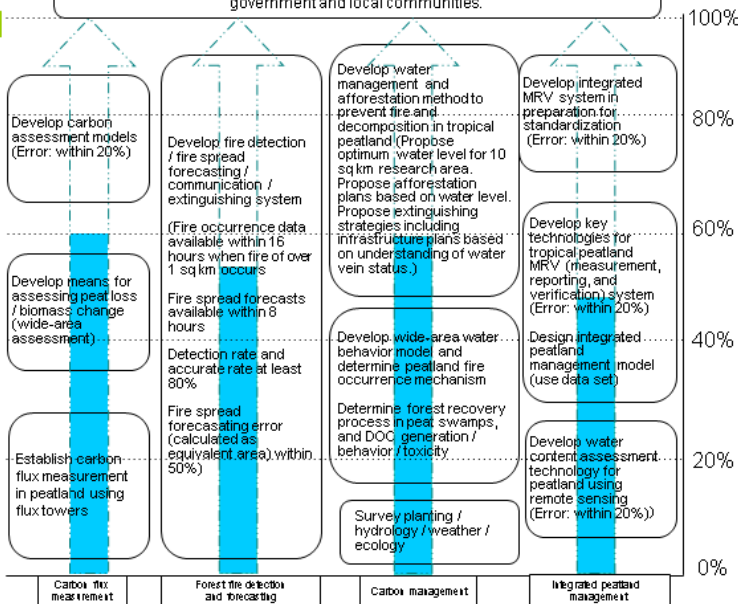 government and local communities.
100%
80%
60%
40%
20%
0%
Develop carbon
assessment models
(Error: within 20%)
Develop means for
assessing peat loss
/ biomass change
(wide-area
assessment)
Establish carbon
flux measurement
in peatland using
flux towers
Carbon flux
measurement
Develop fire detection
/ fire spread
forecasting /
communication /
extinguishing system
(Fire occurrence data
available within 16
hours when fire of over
1 sq km occurs
Fire spread forecasts
available within 8
hours
Detection rate and
accurate rate at least
80%
Fire spread
forecasating error
(calculated as
equivalent area) within
50%)
Forest fire detection
and forecasting
Develop water
management and
afforestation method to
prevent fire and
decomposition in tropical
peatland (Propose
optimum water level for 10
sq km research area.
Propose afforestation
plans based on water level.
Propose extinguishing
strategies including
infrastructure plans based
on understanding of water
vein status.)
Develop wide-area water
behavior model and
determine peatland fire
occurrence mechanism
Determine forest recovery
process in peat swamps,
and DOC generation /
behavior / toxicity
Survey planting /
hydrology / weather /
ecology
Carbon management
Develop integrated
MRV system in
preparation for
standardization
(Error: within 20%)
Develop key
technologies for
tropical peatland
MRV (measurement,
reporting, and
verification) system
(Error: within 20%)
Design integrated
peatland
management model
(use data set)
Develop water
content assessment
technology for
peatland using
remote sensing
(Error: within 20%))
Integrated peatland
management